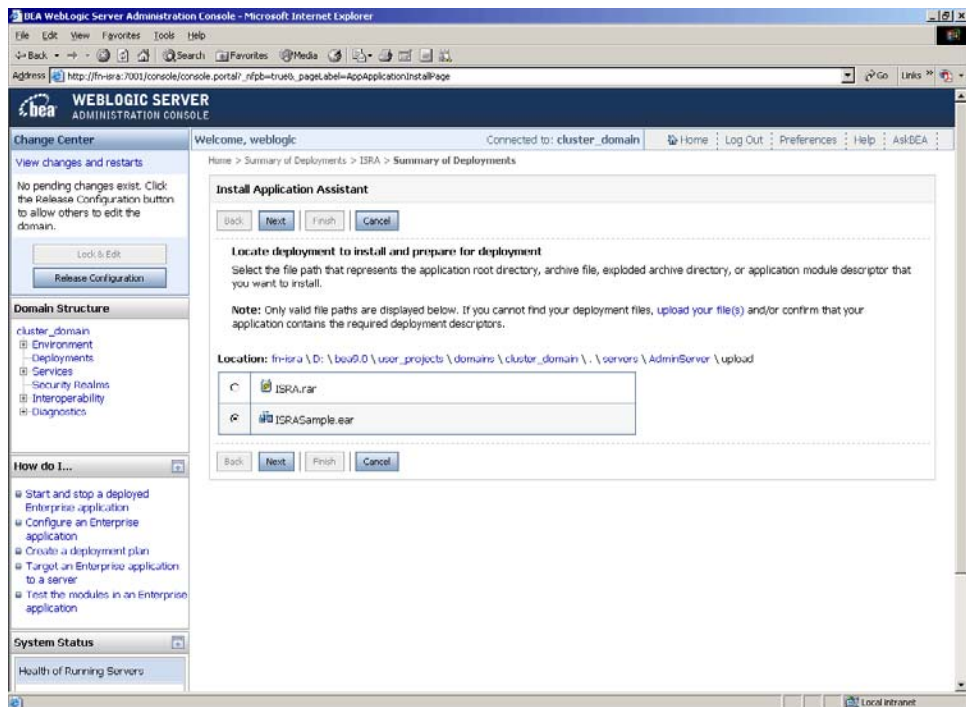 BEA WebLogic Server Administration Console - Microsoft Internet Explorer
File Edit View Favorites Tools Help
Back Search Favorites Media
Address http://fn-isra:7001/console/console.portal?_nfpb=true&_pageLabel=AppApplicationInstallPage Go Links »
bea WEBLOGIC SERVER
ADMINISTRATION CONSOLE
Change Center
View changes and restarts
No pending changes exist. Click
the Release Configuration button
to allow others to edit the
domain.
Lock & Edit
Release Configuration
Domain Structure
cluster_domain
Environment
Deployments
Services
Security Realms
Interoperability
Diagnostics
How do I...
Start and stop a deployed
Enterprise application
Configure an Enterprise
application
Create a deployment plan
Target an Enterprise application
to a server
Test the modules in an Enterprise
application
System Status
Health of Running Servers
Welcome, weblogic Connected to: cluster_domain Home Log Out Preferences Help AskBEA
Home > Summary of Deployments > ISRA > Summary of Deployments
Install Application Assistant
Back Next Finish Cancel
Locate deployment to install and prepare for deployment
Select the file path that represents the application root directory, archive file, exploded archive directory, or application module descriptor that
you want to install.
Note: Only valid file paths are displayed below. If you cannot find your deployment files, upload your file(s) and/or confirm that your
application contains the required deployment descriptors.
Location: fn-isra \ D: \ bea9.0 \ user_projects \ domains \ cluster_domain \ . \ servers \ AdminServer \ upload
ISRA.rar
ISRASample.ear
Back Next Finish Cancel
Local intranet